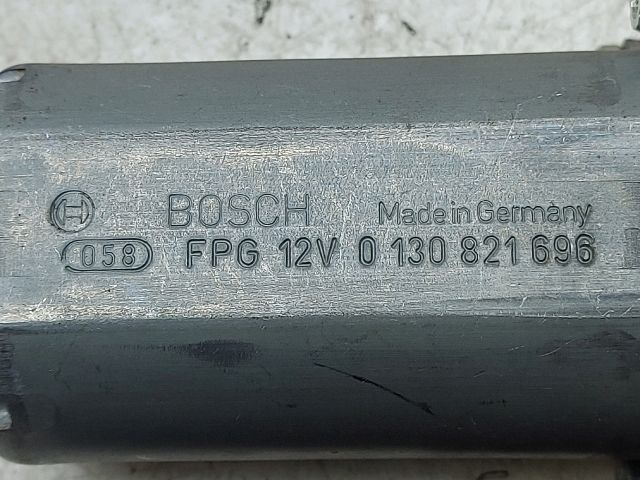 BOSCH Made in Germany
058 FPG 12V 0 130 821 696